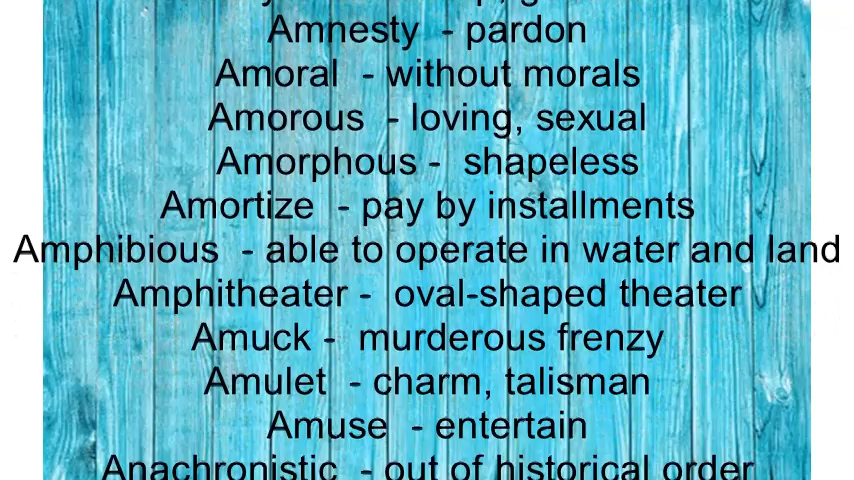 Amnesty - pardon
Amoral - without morals
Amorous - loving, sexual
Amorphous - shapeless
Amortize - pay by installments
Amphibious - able to operate in water and land
Amphitheater - oval-shaped theater
Amuck - murderous frenzy
Amulet - charm, talisman
Amuse - entertain
Anachronistic - out of historical order